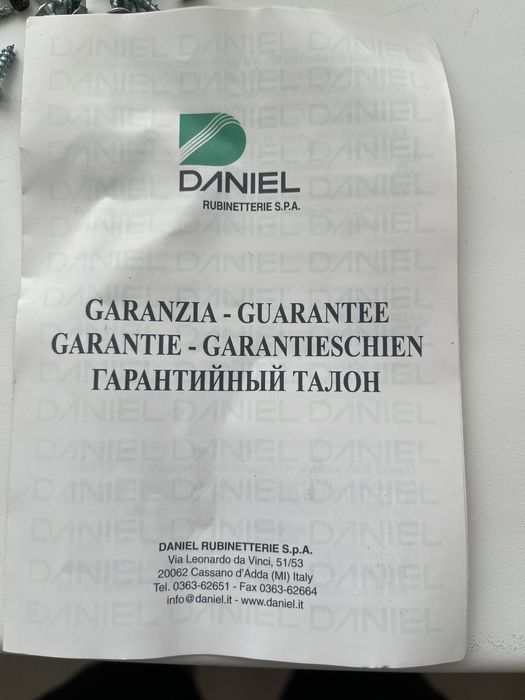 DANIEL
RUBINETTERIE S.P.A.
GARANZIA - GUARANTEE
GARANTIE - GARANTIESCHIEN
ГАРАНТИЙНЫЙ ТАЛОН
DANIEL RUBINETTERIE S.p.A.
Via Leonardo da Vinci, 51/53
20062 Cassano d'Adda (MI) Italy
Tel. 0363-62651 - Fax 0363-62664
info@daniel.it - www.daniel.it